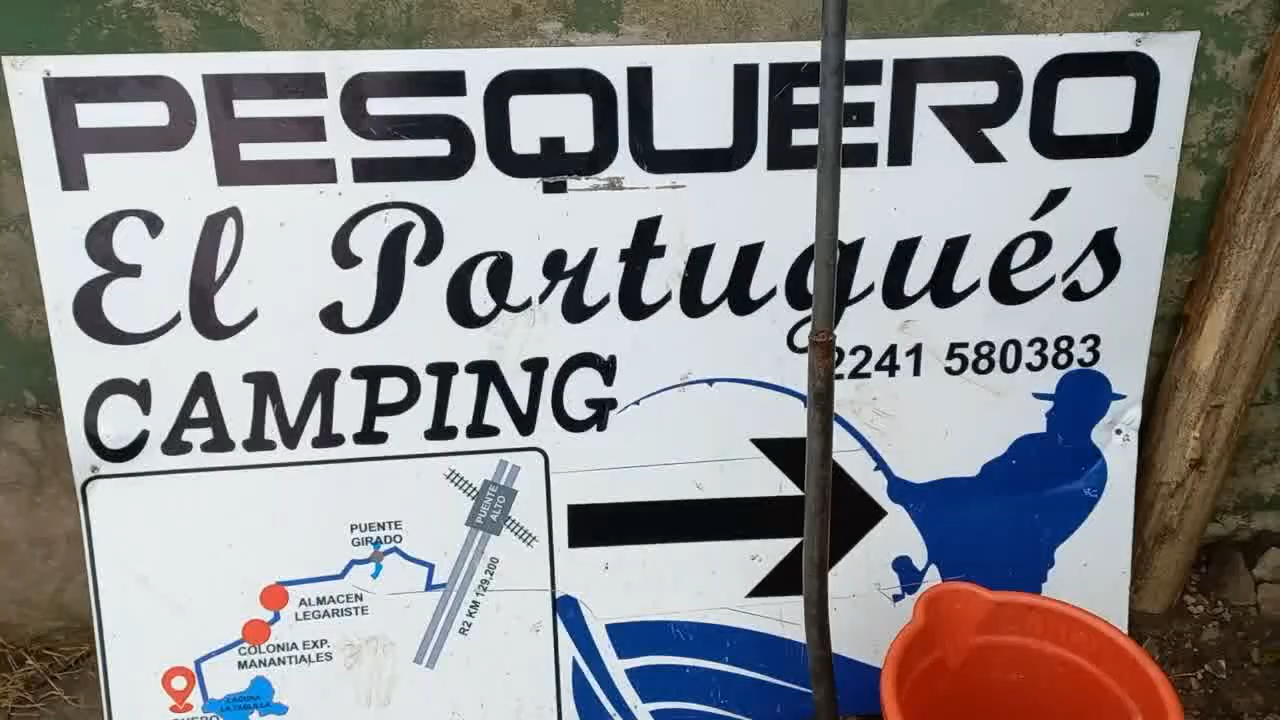 PESQUERO
El Portugués
2241 580383
CAMPING
PUENTE
ALTO
PUENTE
GIRADO
R2 KM 129.200
ALMACEN
LEGARISTE
COLONIA EXP.
MANANTIALES
LAGUNA